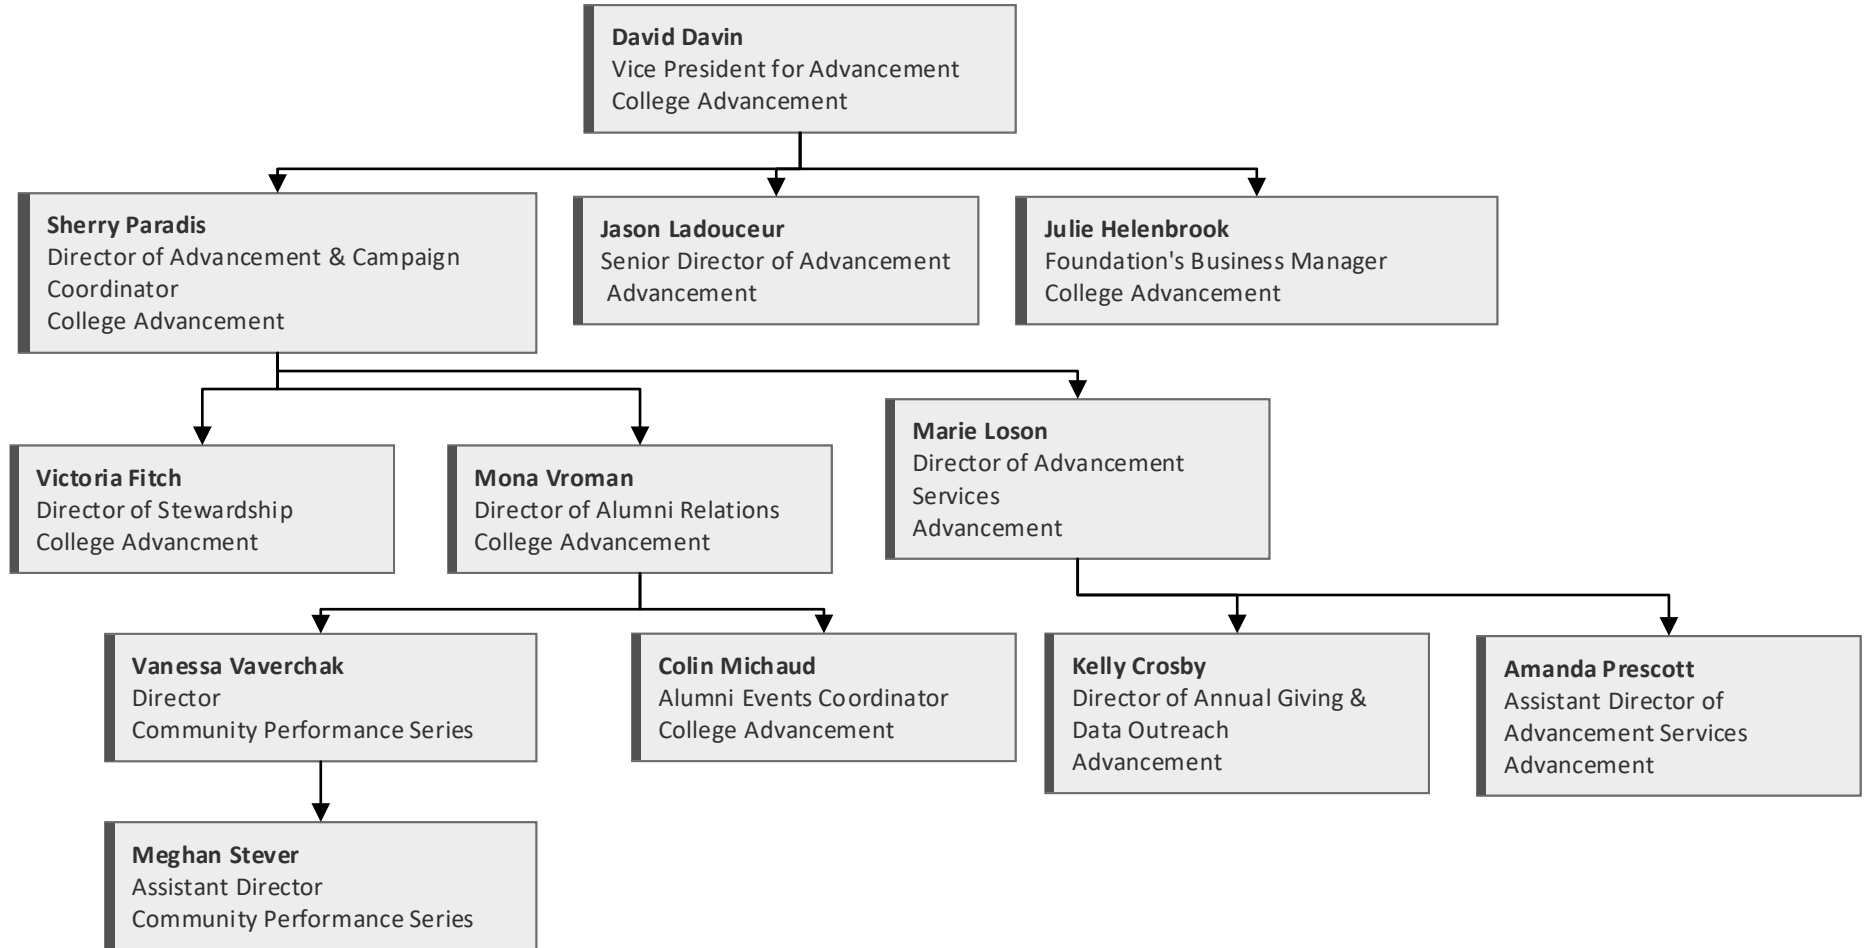 David Davin
Vice President for Advancement
College Advancement
Sherry Paradis
Director of Advancement & Campaign
Coordinator
College Advancement
Jason Ladouceur
Senior Director of Advancement
Advancement
Julie Helenbrook
Foundation's Business Manager
College Advancement
Victoria Fitch
Director of Stewardship
College Advancment
Mona Vroman
Director of Alumni Relations
College Advancement
Marie Loson
Director of Advancement
Services
Advancement
Vanessa Vaverchak
Director
Community Performance Series
Colin Michaud
Alumni Events Coordinator
College Advancement
Kelly Crosby
Director of Annual Giving &
Data Outreach
Advancement
Amanda Prescott
Assistant Director of
Advancement Services
Advancement
Meghan Stever
Assistant Director
Community Performance Series